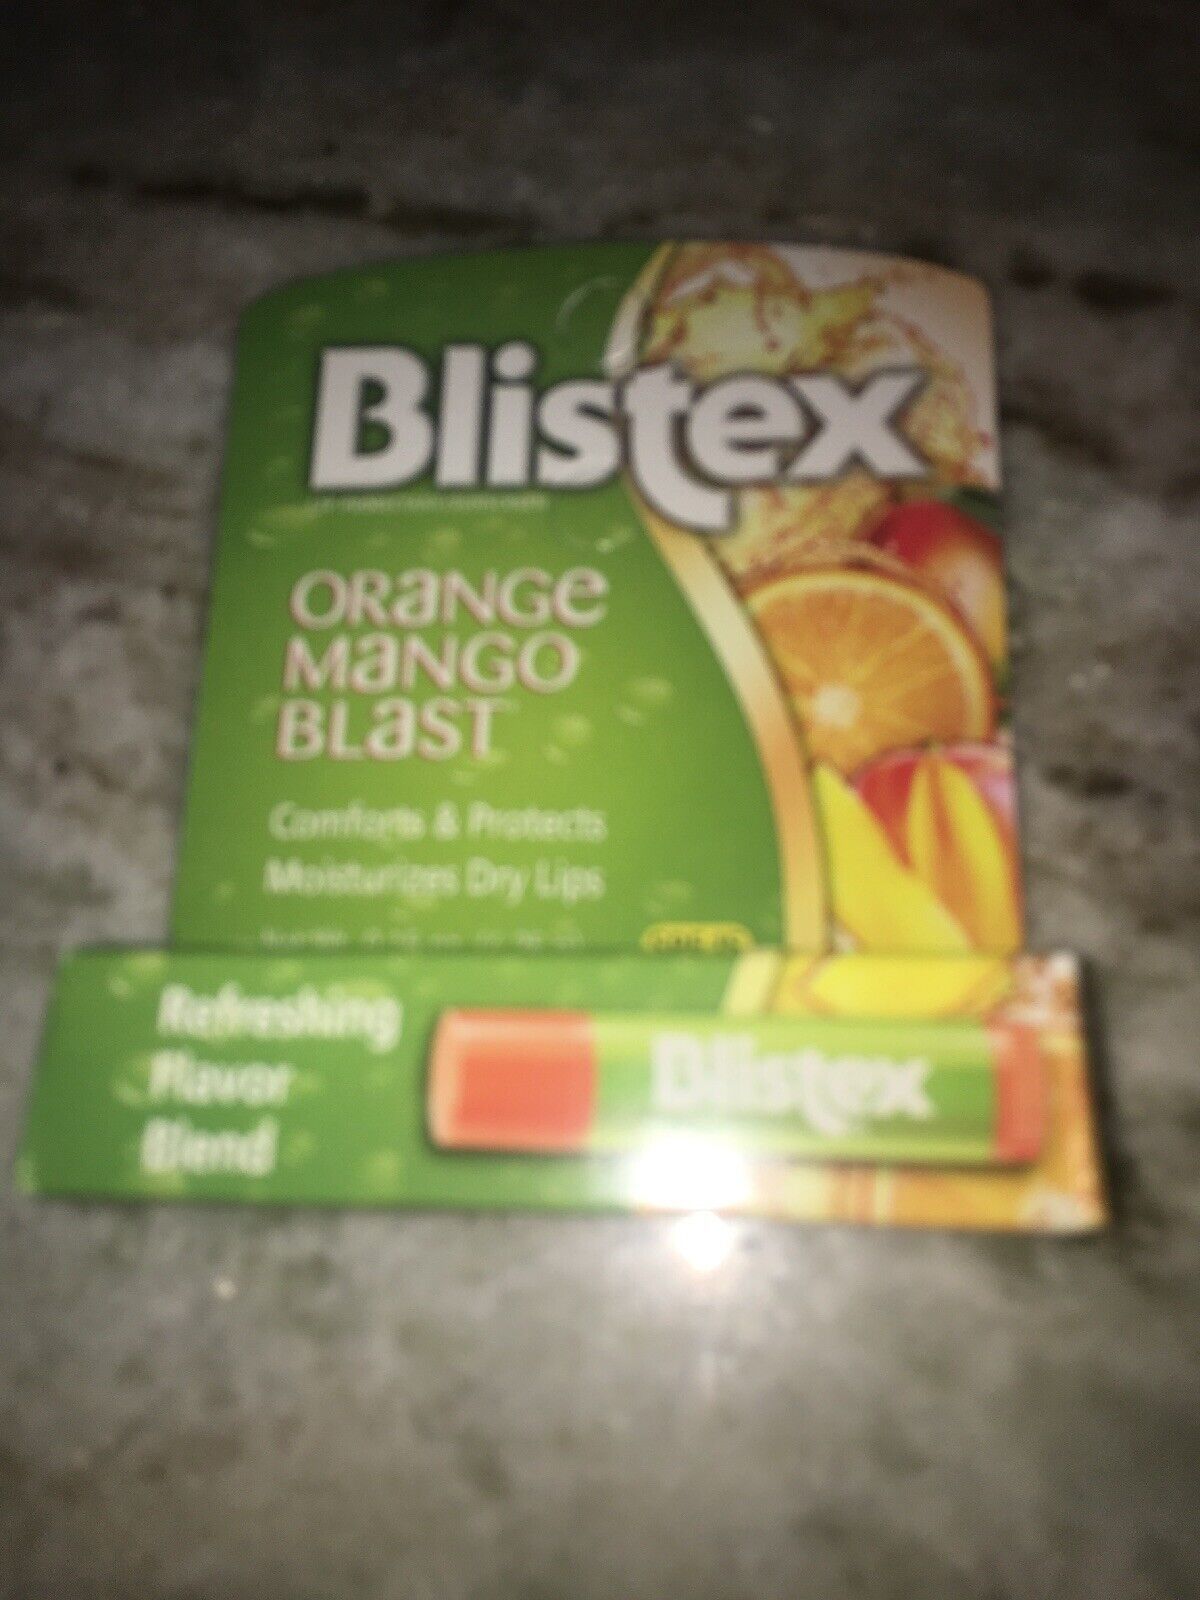 Blistex
ORANGE
MANGO
BLAST
Comforts & Protects
Moisturizes Dry Lips
Refreshing
Flavor
Blend
Blistex